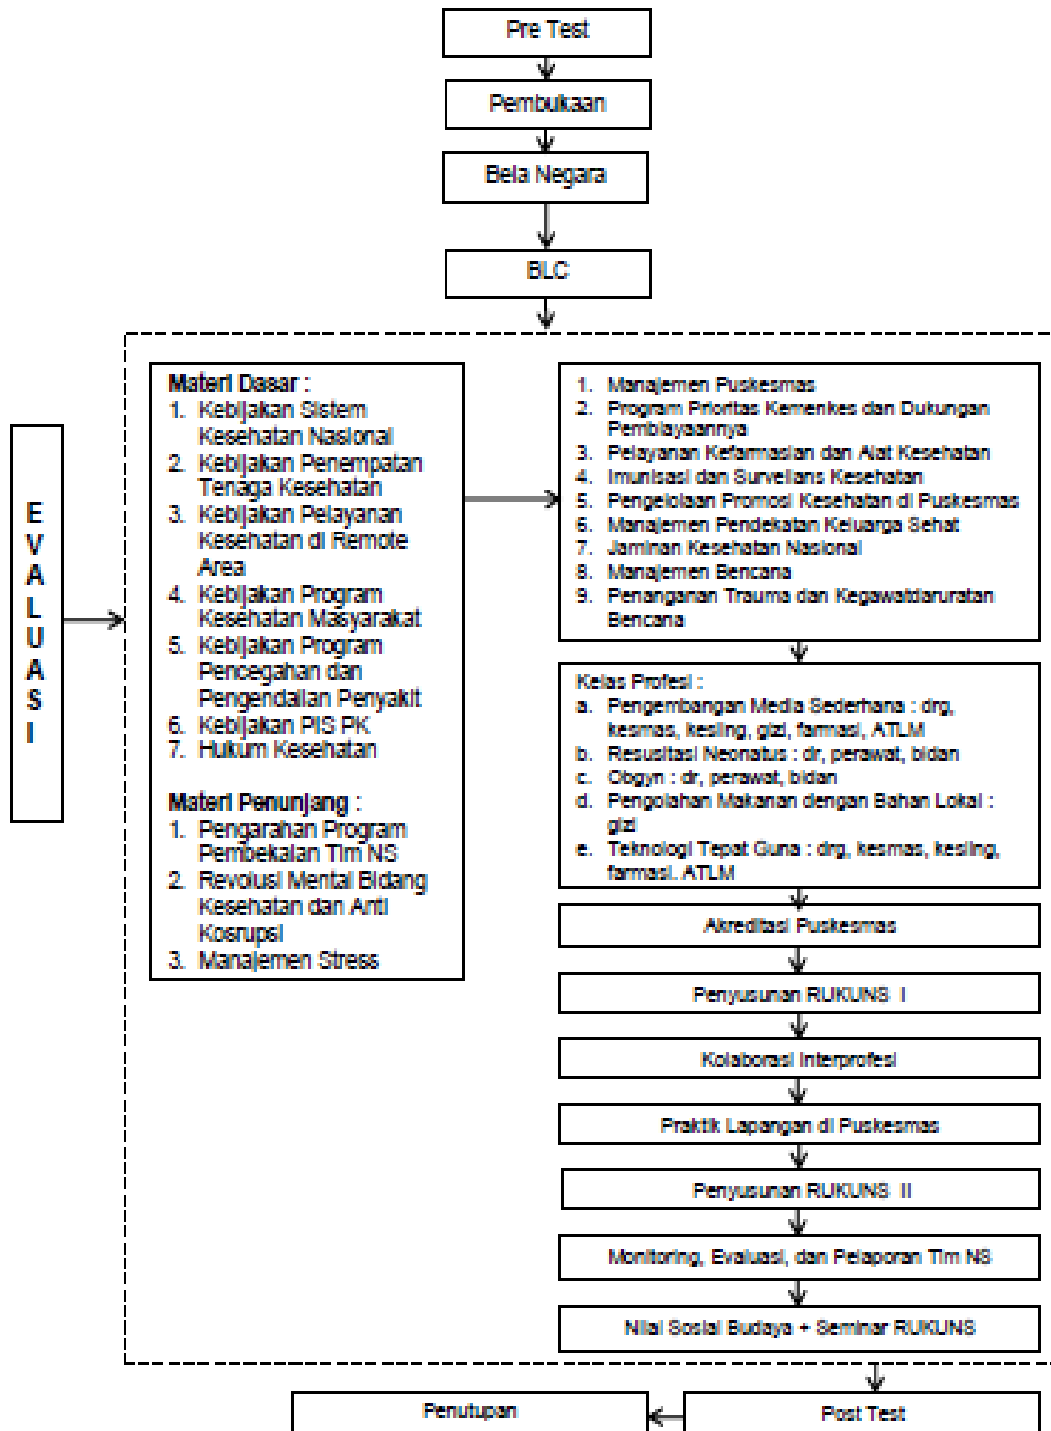 Pre Test
Pembukaan
Bela Negara
BLC
E
V
A
L
U
A
S
I
Materi Dasar :
1. Kebijakan Sistem
Kesehatan Nasional
2. Kebijakan Penempatan
Tenaga Kesehatan
3. Kebijakan Pelayanan
Kesehatan di Remote
Area
4. Kebijakan Program
Kesehatan Masyarakat
5. Kebijakan Program
Pencegahan dan
Pengendalian Penyakit
6. Kebijakan PIS PK
7. Hukum Kesehatan
Materi Penunjang :
1. Pengarahan Program
Pembekalan Tim NS
2. Revolusi Mental Bidang
Kesehatan dan Anti
Kosrupsi
3. Manajemen Stress
1. Manajemen Puskesmas
2. Program Prioritas Kemenkes dan Dukungan
Pembiayaannya
3. Pelayanan Kefarmasian dan Alat Kesehatan
4. Imunisasi dan Surveilans Kesehatan
5. Pengelolaan Promosi Kesehatan di Puskesmas
6. Manajemen Pendekatan Keluarga Sehat
7. Jaminan Kesehatan Nasional
8. Manajemen Bencana
9. Penanganan Trauma dan Kegawatdaruratan
Bencana
Kelas Profesi :
a. Pengembangan Media Sederhana : drg,
kesmas, kesling, gizi, farmasi, ATLM
b. Resusitasi Neonatus : dr, perawat, bidan
c. Obgyn : dr, perawat, bidan
d. Pengolahan Makanan dengan Bahan Lokal :
gizi
e. Teknologi Tepat Guna : drg, kesmas, kesling,
farmasi. ATLM
Akreditasi Puskesmas
Penyusunan RUKUNS I
Kolaborasi Interprofesi
Praktik Lapangan di Puskesmas
Penyusunan RUKUNS II
Monitoring, Evaluasi, dan Pelaporan Tim NS
Nilai Sosial Budaya + Seminar RUKUNS
Penutupan
Post Test